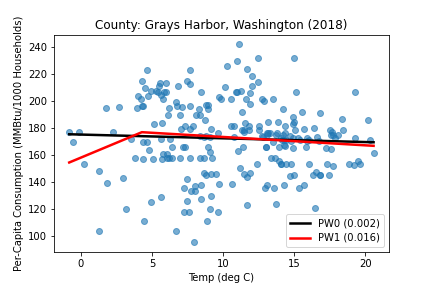 County: Grays Harbor, Washington (2018)
Per-Capita Consumption (MMBtu/1000 Households)
240
220
200
180
160
140
120
100
PW0 (0.002)
PW1 (0.016)
0 5 10 15 20
Temp (deg C)